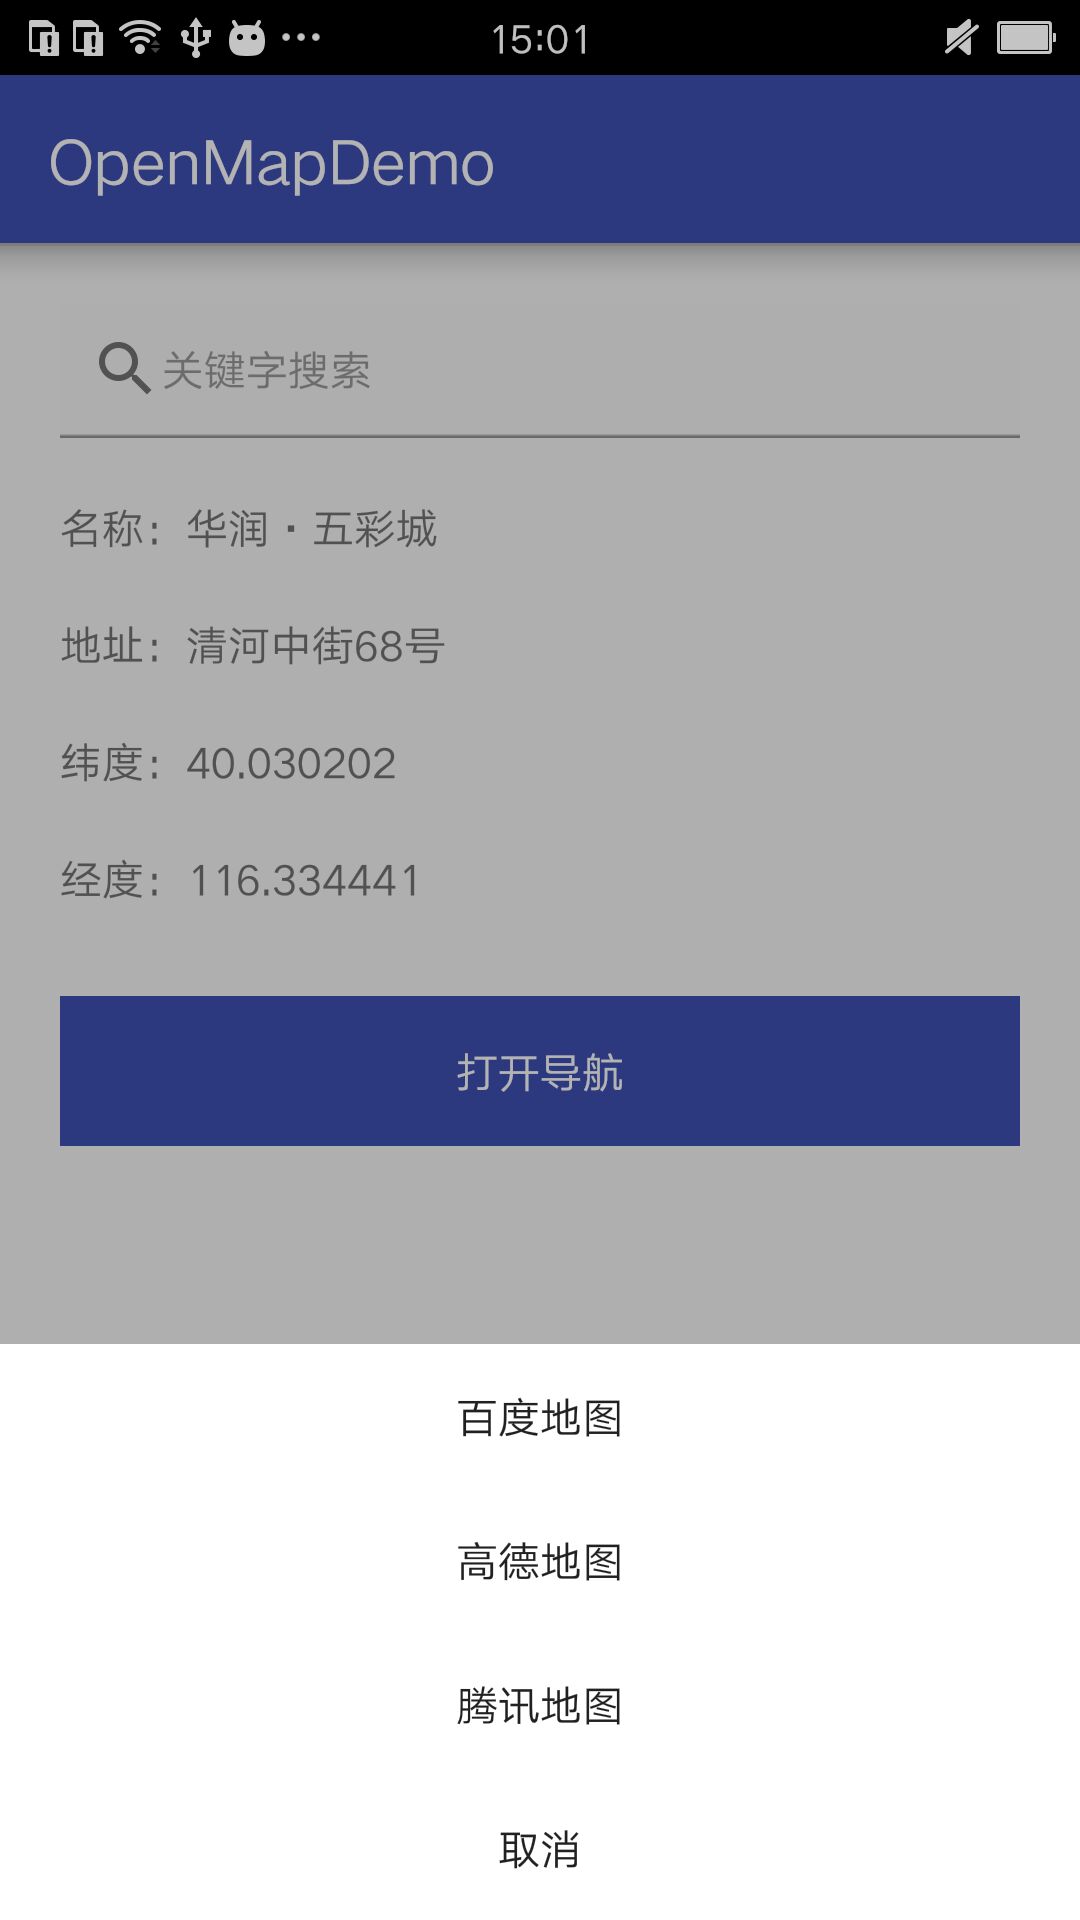 15:01
OpenMapDemo
关键字搜索
名称：华润·五彩城
地址：清河中街68号
纬度：40.030202
经度：116.334441
打开导航
百度地图
高德地图
腾讯地图
取消